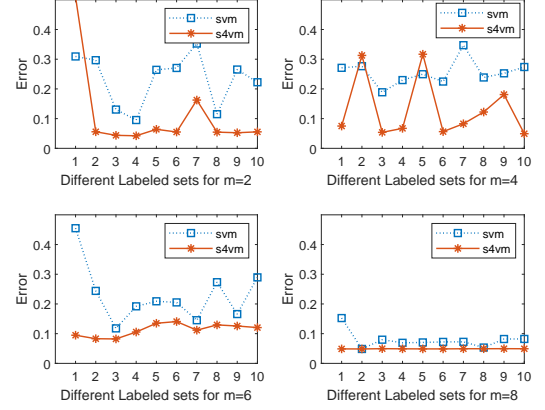 svm
s4vm
Error
0.4
0.3
0.2
0.1
0
1 2 3 4 5 6 7 8 9 10
Different Labeled sets for m=2
svm
s4vm
Error
0.4
0.3
0.2
0.1
0
1 2 3 4 5 6 7 8 9 10
Different Labeled sets for m=4
svm
s4vm
Error
0.4
0.3
0.2
0.1
0
1 2 3 4 5 6 7 8 9 10
Different Labeled sets for m=6
svm
s4vm
Error
0.4
0.3
0.2
0.1
0
1 2 3 4 5 6 7 8 9 10
Different Labeled sets for m=8